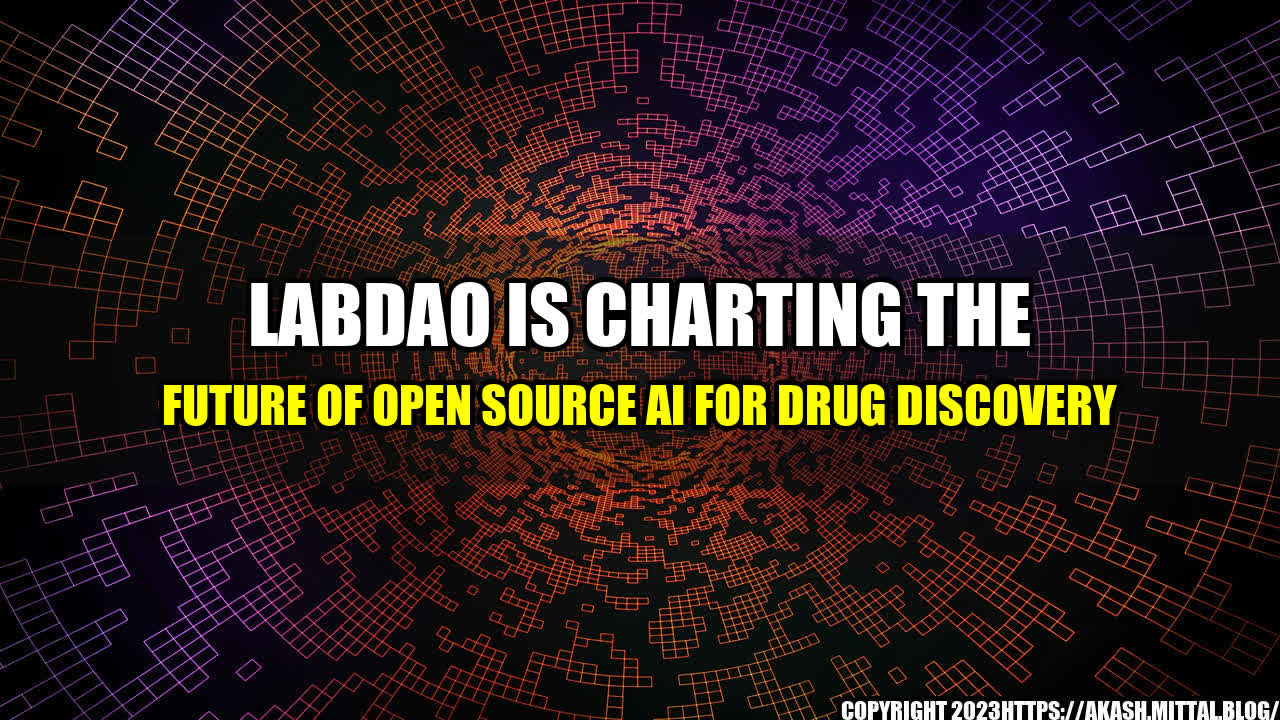 LABDAO IS CHARTING THE
FUTURE OF OPEN SOURCE AI FOR DRUG DISCOVERY
COPYRIGHT 2023HTTPS://AKASH.MITTAL.BLOG/